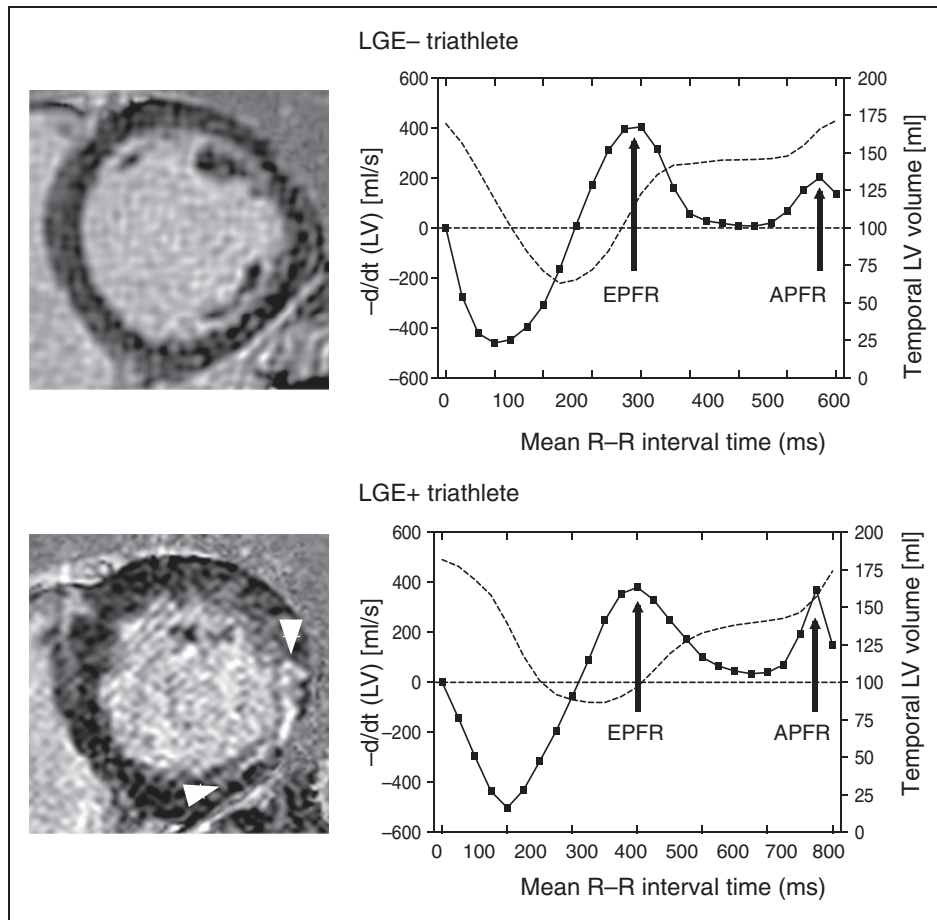 LGE– triathlete
600
400
200
0
–200
–400
–600
–d/dt (LV) [ml/s]
200
175
150
125
100
75
50
25
0
Temporal LV volume [ml]
EPFR
APFR
0 100 200 300 400 500 600
Mean R–R interval time (ms)
LGE+ triathlete
600
400
200
0
–200
–400
–600
–d/dt (LV) [ml/s]
200
175
150
125
100
75
50
25
0
Temporal LV volume [ml]
EPFR
APFR
0 100 200 300 400 500 600 700 800
Mean R–R interval time (ms)